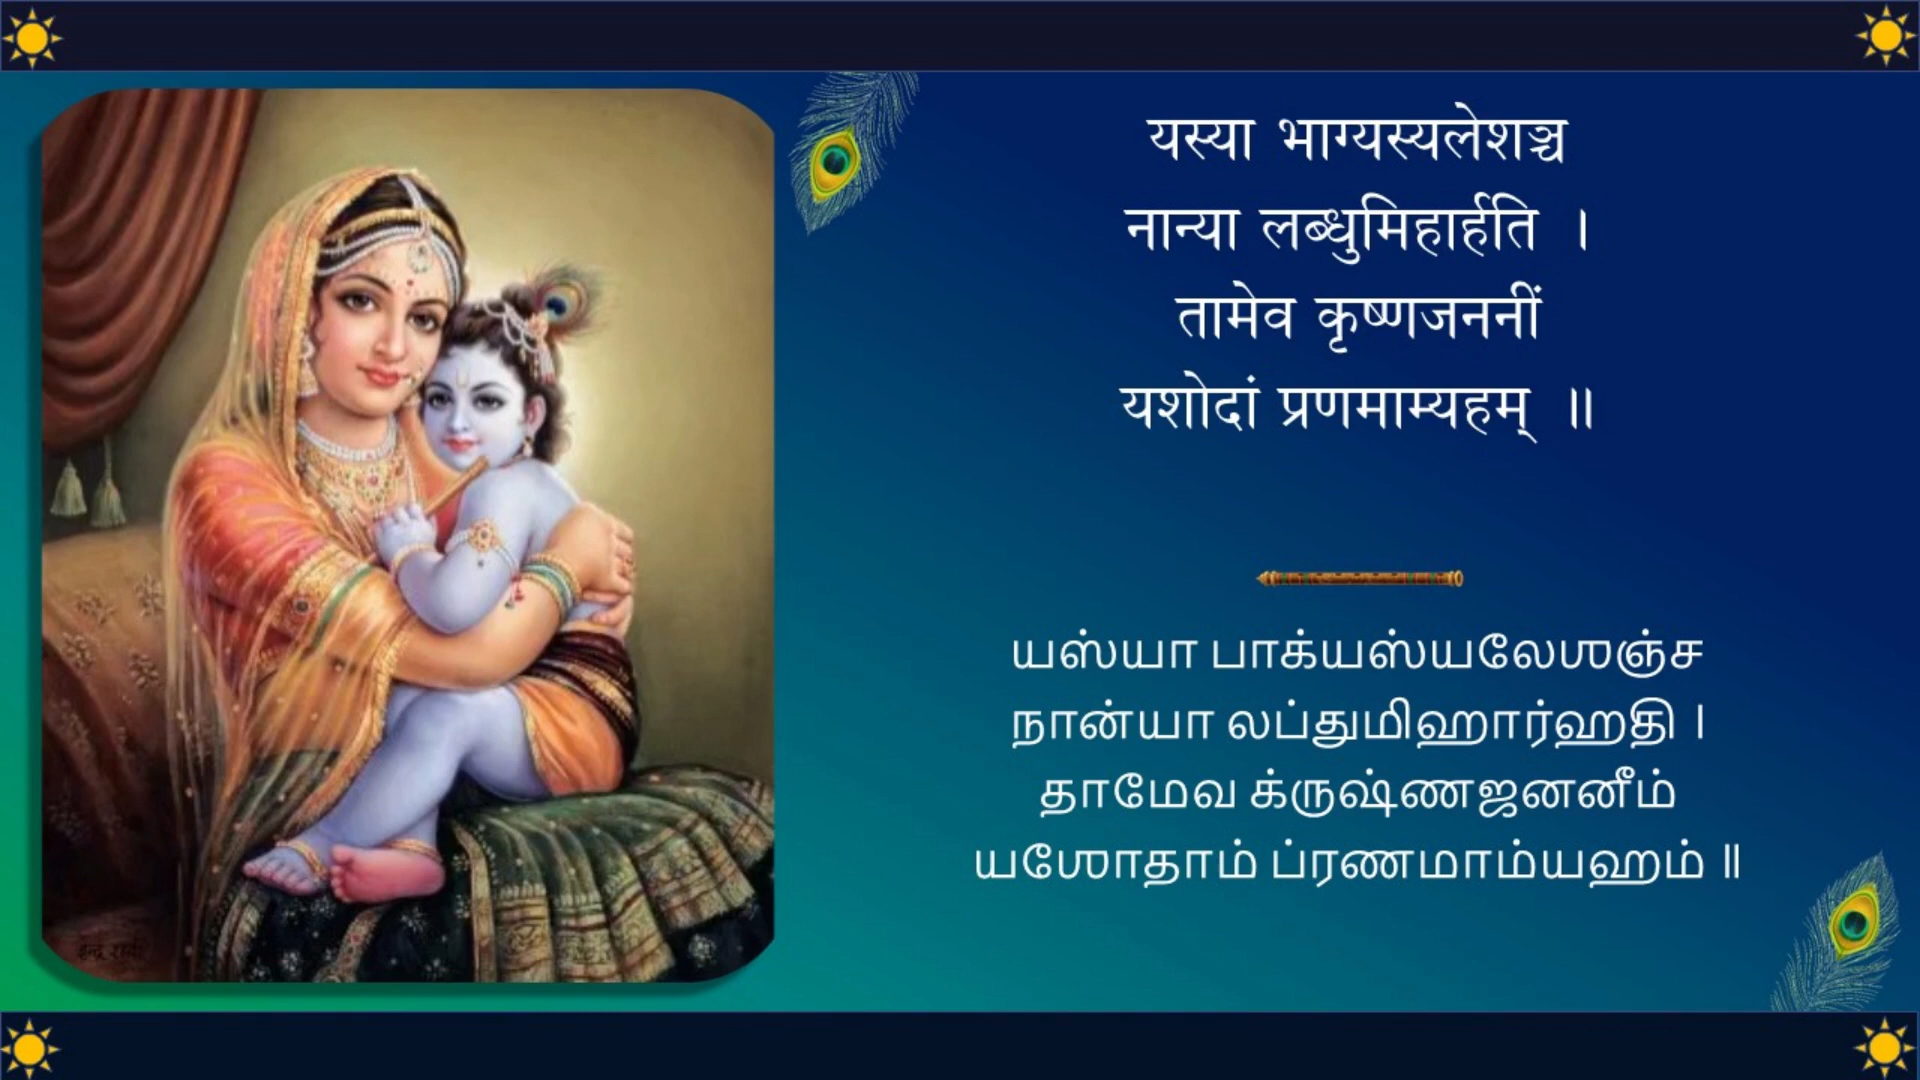 यस्या भाग्यस्यलेशञ्च
नान्या लब्धुमिहार्हति ।
तामेव कृष्णजननीं
यशोदां प्रणमाम्यहम् ॥
யஸ்யா பாக்யஸ்யலேஶஞ்ச
நான்யா லப்துமிஹார்ஹதி ।
தாமேவ க்ருஷ்ணஜனனீம்
யஶோதாம் ப்ரணமாம்யஹம் ॥